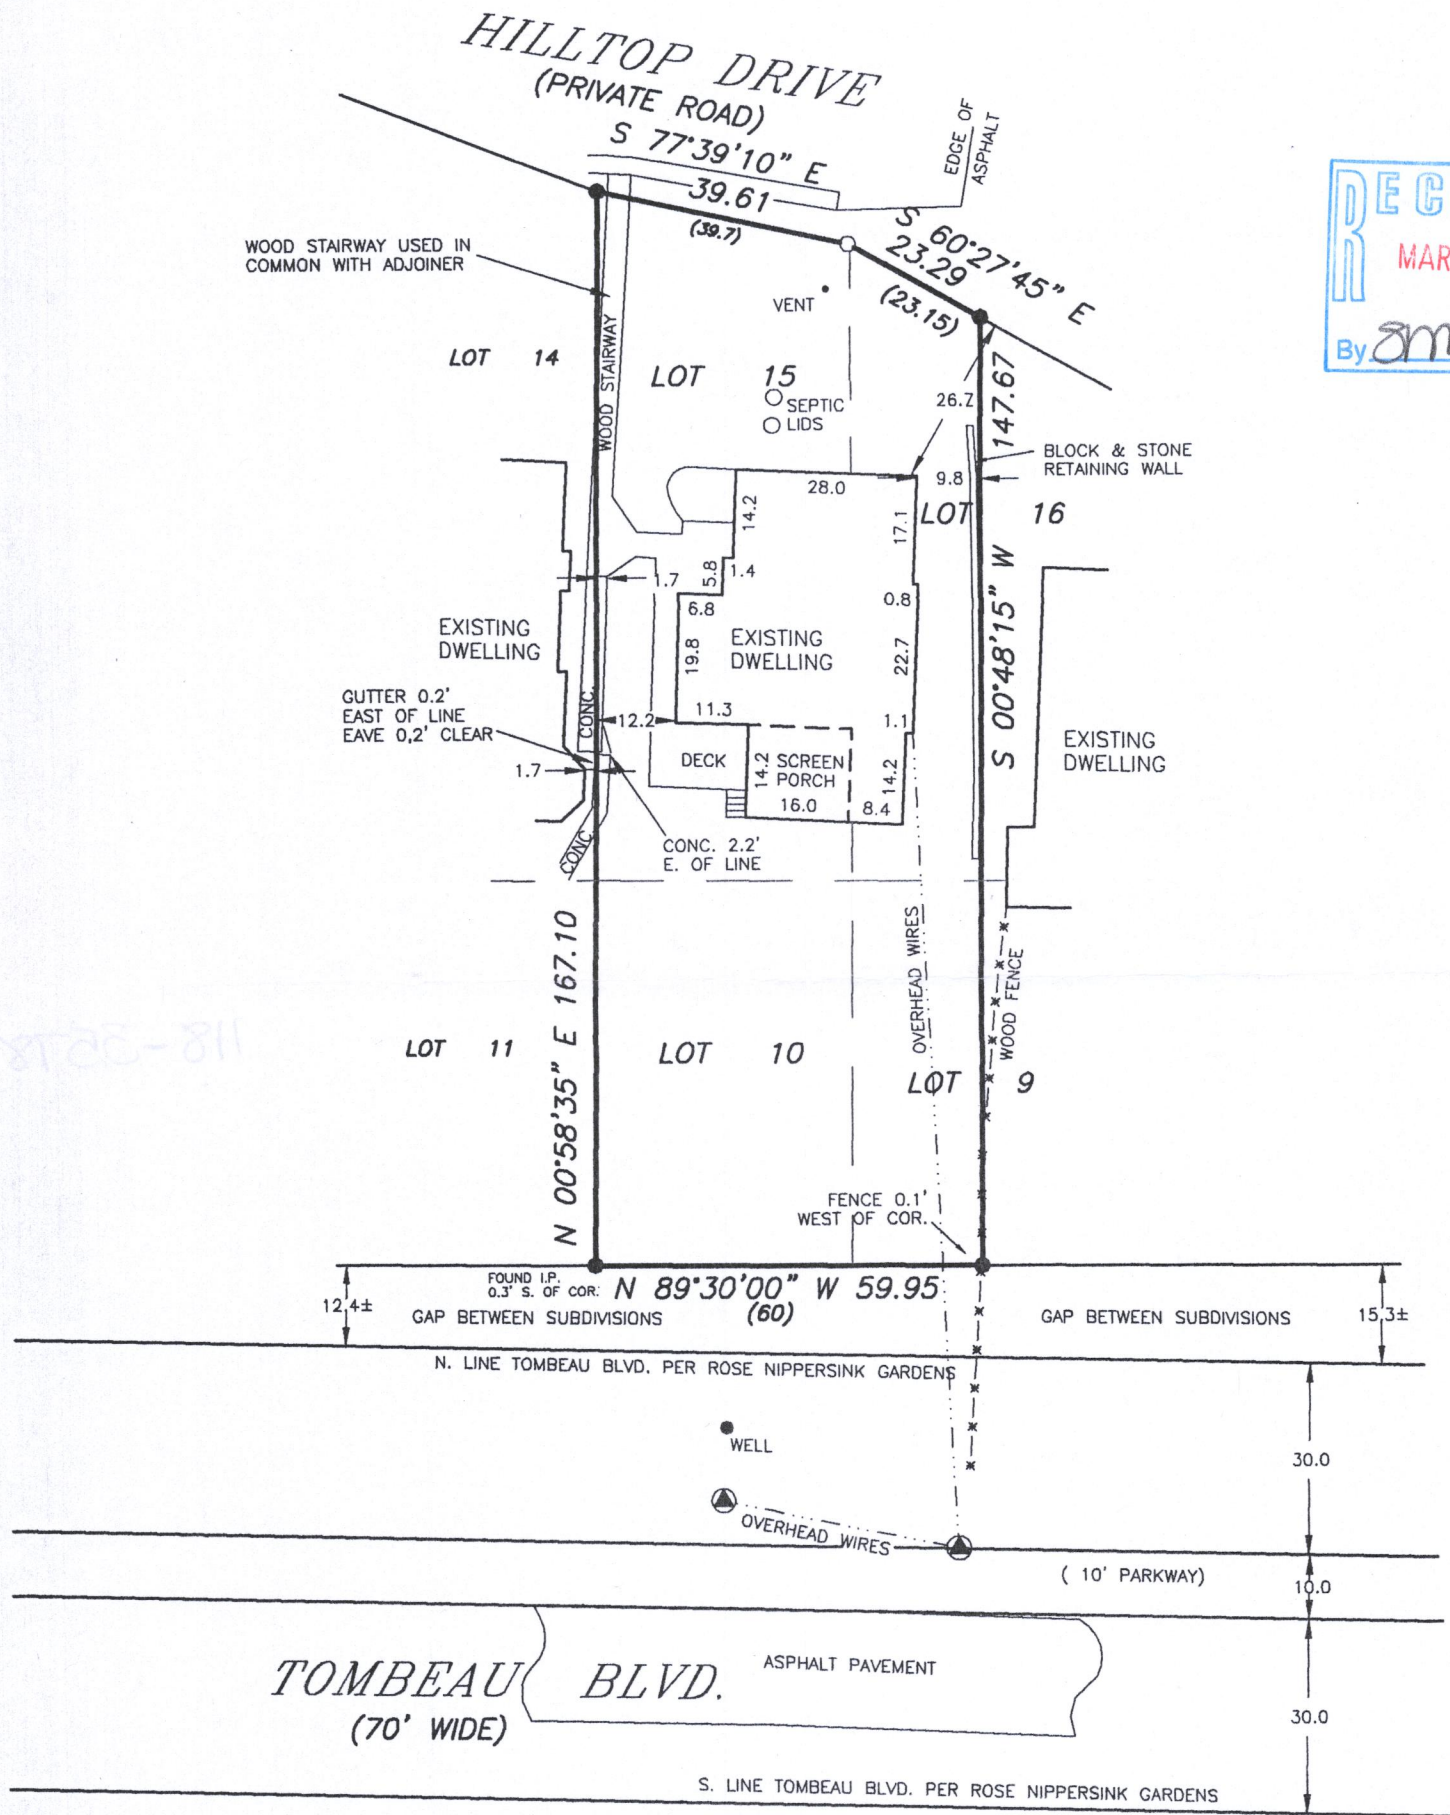 HILLTOP DRIVE
(PRIVATE ROAD)
S 77°39'10" E
39.61
(39.7)
EDGE OF
ASPHALT
S 60°27'45" E
23.29
(23.15)
MAR
By
WOOD STAIRWAY USED IN
COMMON WITH ADJOINER
VENT
WOOD STAIRWAY
LOT 14
LOT 15
SEPTIC
LIDS
26.7
147.67
BLOCK & STONE
RETAINING WALL
9.8
28.0
LOT 16
14.2
17.1
1.7
5.8
1.4
6.8
0.8
S 00°48'15" W
EXISTING
DWELLING
19.8
EXISTING
DWELLING
22.7
GUTTER 0.2'
EAST OF LINE
EAVE 0,2' CLEAR
CONC.
12.2
11.3
1.1
EXISTING
DWELLING
DECK
14.2
SCREEN
PORCH
14.2
1.7
16.0
8.4
CONC.
CONC. 2.2'
E. OF LINE
OVERHEAD WIRES
WOOD FENCE
N 00°58'35" E 167.10
LOT 11
LOT 10
LOT 9
FENCE 0.1'
WEST OF COR.
FOUND I.P.
0.3' S. OF COR.
N 89°30'00" W 59.95
(60)
12.4±
GAP BETWEEN SUBDIVISIONS
GAP BETWEEN SUBDIVISIONS
15.3±
N. LINE TOMBEAU BLVD. PER ROSE NIPPERSINK GARDENS
WELL
30.0
OVERHEAD WIRES
( 10' PARKWAY)
10.0
TOMBEAU BLVD.
(70' WIDE)
ASPHALT PAVEMENT
30.0
S. LINE TOMBEAU BLVD. PER ROSE NIPPERSINK GARDENS